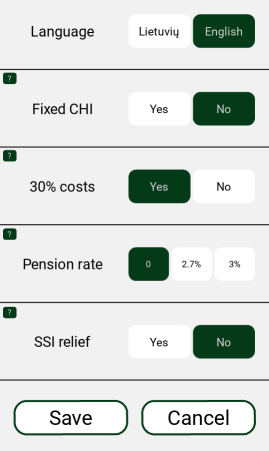 Language Lietuvių English
?
Fixed CHI Yes No
?
30% costs Yes No
?
Pension rate 0 2.7% 3%
?
SSI relief Yes No
Save Cancel